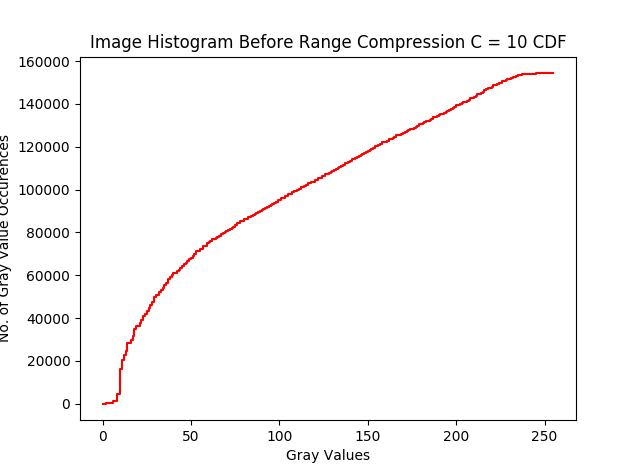 Image Histogram Before Range Compression C = 10 CDF
No. of Gray Value Occurences
160000
140000
120000
100000
80000
60000
40000
20000
0
0 50 100 150 200 250
Gray Values